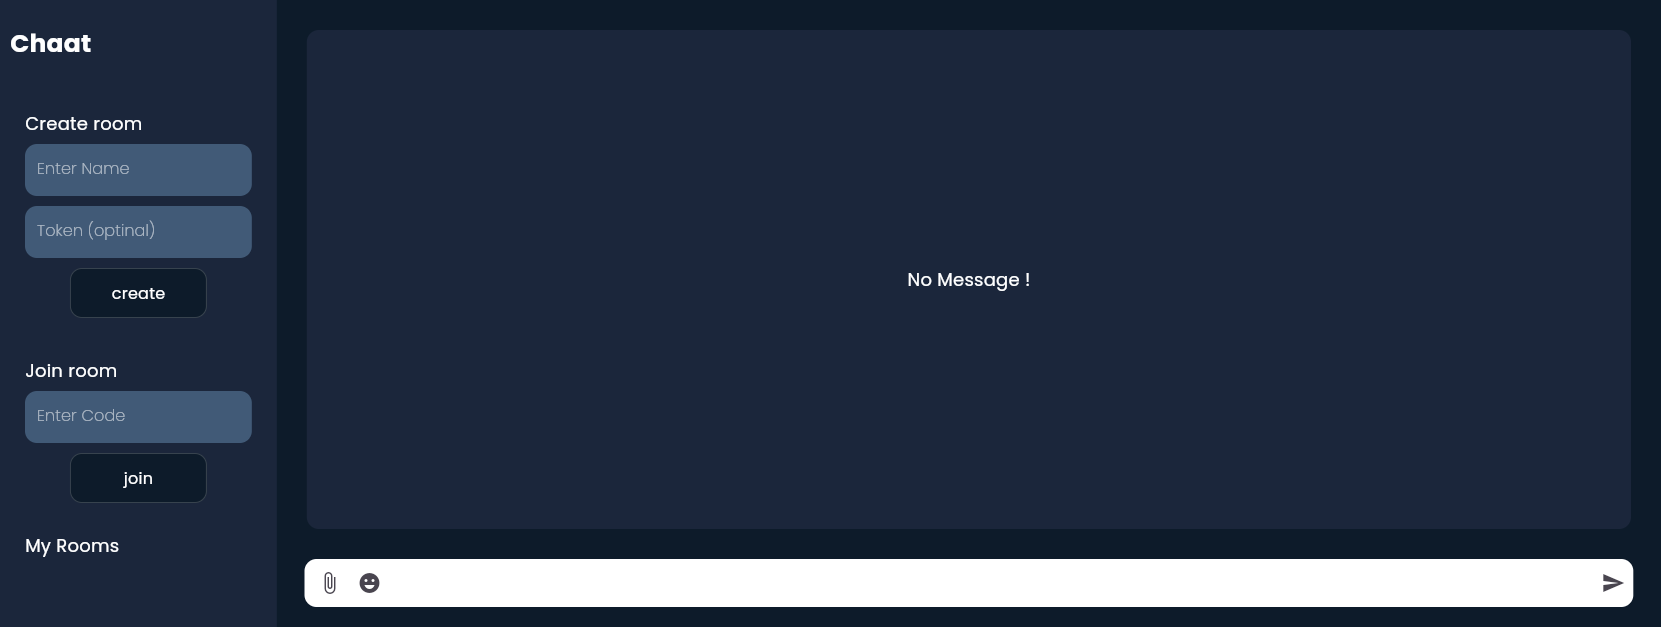 Chaat
Create room
Enter Name
Token (optinal)
create
Join room
Enter Code
join
My Rooms
No Message !